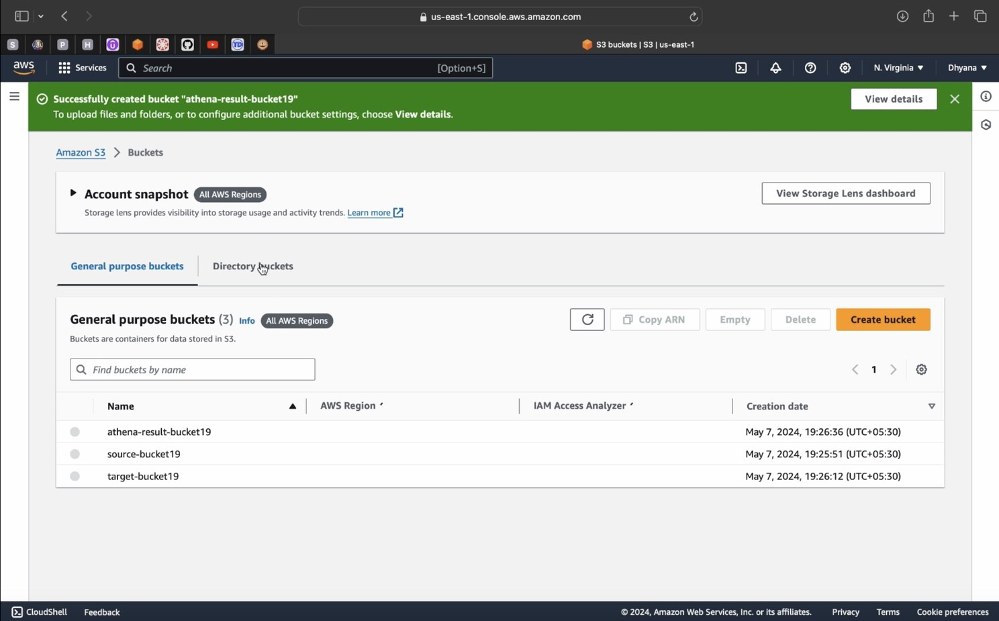 us-east-1.console.aws.amazon.com
S
P
H
TD
S3 buckets | S3 | us-east-1
aws
Services
Search
[Option+S]
N. Virginia
Dhyana
Successfully created bucket "athena-result-bucket19"
To upload files and folders, or to configure additional bucket settings, choose View details.
View details
Amazon S3
Buckets
Account snapshot
All AWS Regions
View Storage Lens dashboard
Storage lens provides visibility into storage usage and activity trends. Learn more
General purpose buckets
Directory buckets
General purpose buckets (3) Info
All AWS Regions
Copy ARN
Empty
Delete
Create bucket
Buckets are containers for data stored in S3.
Find buckets by name
1
Name
AWS Region
IAM Access Analyzer
Creation date
athena-result-bucket19 May 7, 2024, 19:26:36 (UTC+05:30)
source-bucket19 May 7, 2024, 19:25:51 (UTC+05:30)
target-bucket19 May 7, 2024, 19:26:12 (UTC+05:30)
CloudShell
Feedback
© 2024, Amazon Web Services, Inc. or its affiliates.
Privacy
Terms
Cookie preferences